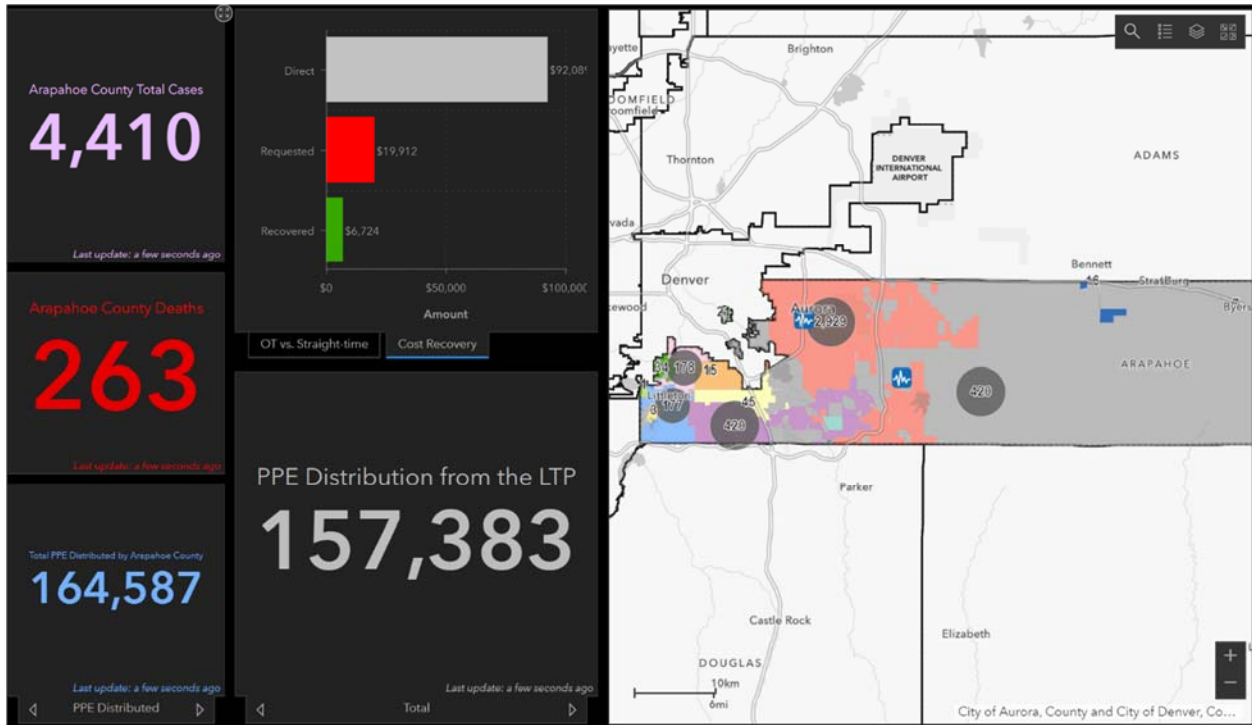 Arapahoe County Total Cases
4,410
Last update: a few seconds ago
Arapahoe County Deaths
263
Last update: a few seconds ago
Total PPE Distributed by Arapahoe County
164,587
Last update: a few seconds ago
PPE Distributed
Direct
Requested
$19,912
Recovered
$6,724
$0
$50,000
Amount
OT vs. Straight-time
Cost Recovery
PPE Distribution from the LTP
157,383
Last update: a few seconds ago
Total
Brighton
Thornton
DENVER
INTERNATIONAL
AIRPORT
ADAMS
Denver
Bennett
16
Aurora
2,929
ARAPAHOE
178
15
177
45
420
420
Parker
Castle Rock
Elizabeth
DOUGLAS
10km
6mi
City of Aurora, County and City of Denver, Co...